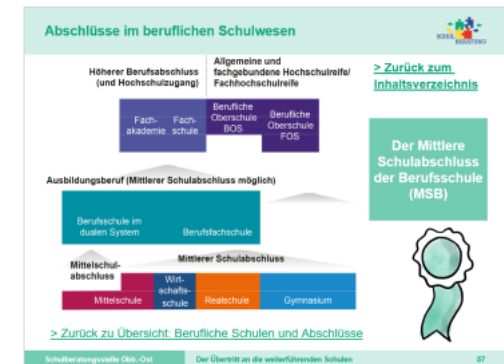 Abschlüsse im beruflichen Schulwesen
SCHUL
BERATUNG
Höherer Berufsabschluss
(und Hochschulzugang)
Allgemeine und
fachgebundene Hochschulreife/
Fachhochschulreife
> Zurück zum
Inhaltsverzeichnis
Fach-
akademie
Fach-
schule
Berufliche
Oberschule
BOS
Berufliche
Oberschule
FOS
Der Mittlere
Schulabschluss
der Berufsschule
(MSB)
Ausbildungsberuf (Mittlerer Schulabschluss möglich)
Berufsschule im
dualen System
Berufsfachschule
Mittelschul-
abschluss
Mittlerer Schulabschluss
Mittelschule
Wirt-
schafts-
schule
Realschule
Gymnasium
> Zurück zu Übersicht: Berufliche Schulen und Abschlüsse
Schulberatungsstelle Obb.-Ost
Der Übertritt an die weiterführenden Schulen
57